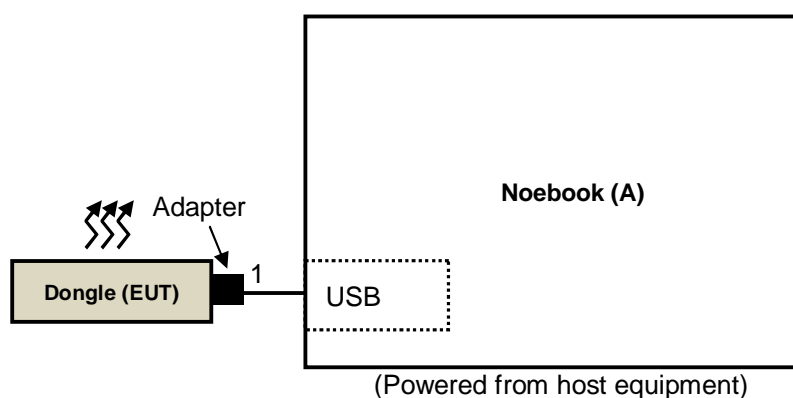 Noebook (A)
Adapter
1
Dongle (EUT)
USB
(Powered from host equipment)